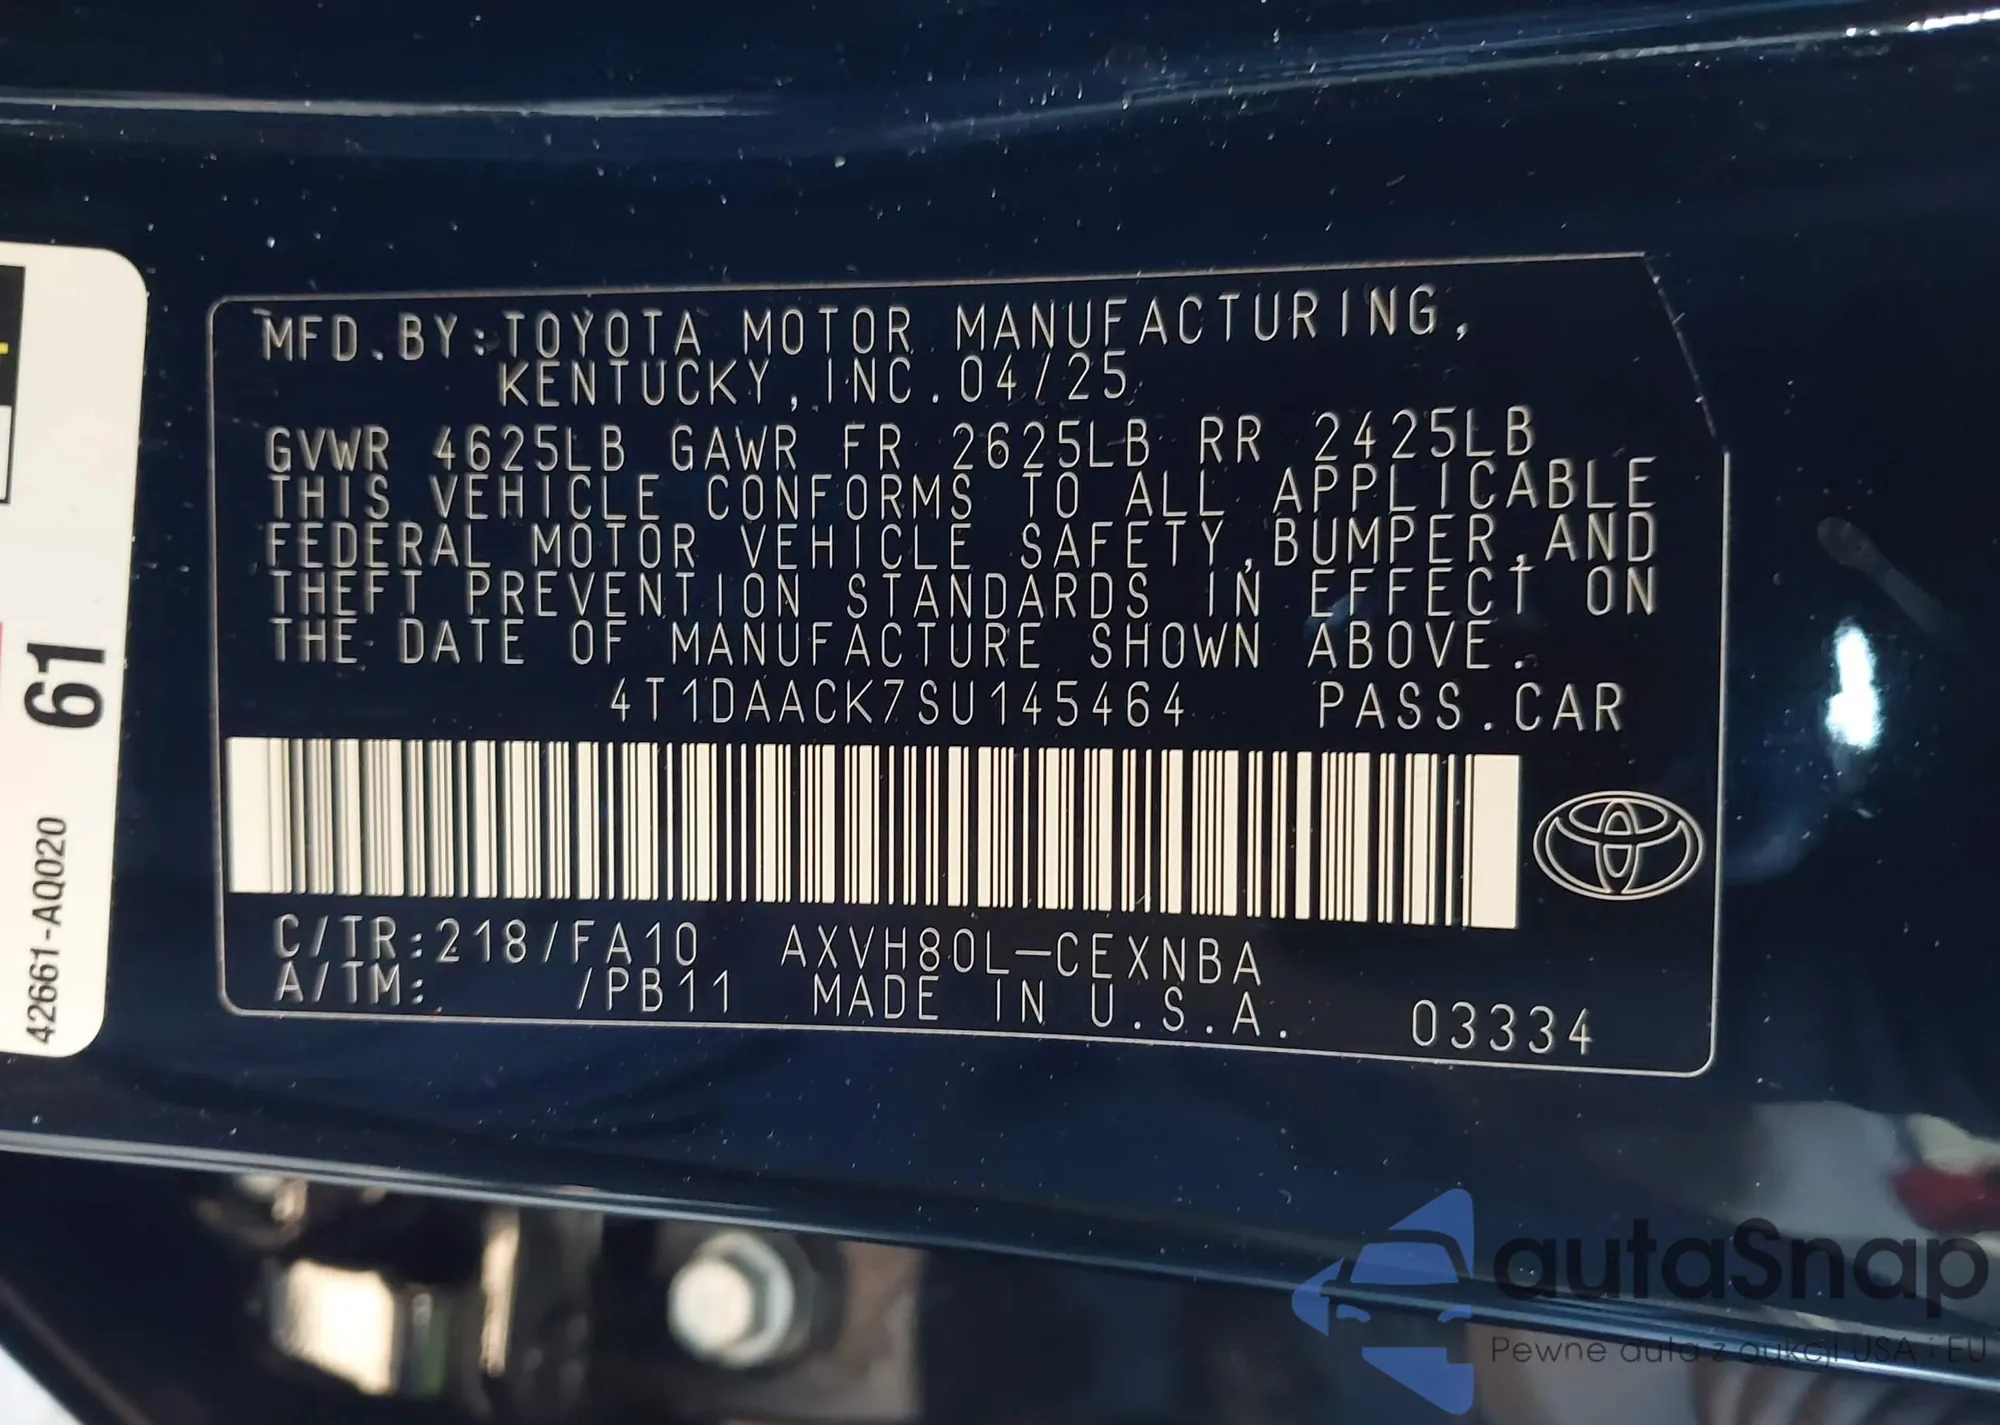 MFD.BY:TOYOTA MOTOR MANUFACTURING,
KENTUCKY, INC. 04/25
GVWR 4625LB GAWR FR 2625LB RR 2425LB
THIS VEHICLE CONFORMS TO ALL APPLICABLE
FEDERAL MOTOR VEHICLE SAFETY,BUMPER,AND
THEFT PREVENTION STANDARDS IN EFFECT ON
THE DATE OF MANUFACTURE SHOWN ABOVE.
4T1DAACK7SU145464 PASS.CAR
C/TR:218/FA10 AXVH80L-CEXNBA
A/TM: /PB11 MADE IN U.S.A. 03334
61
42661-AQ020
autaSnap
Pewne auta z aukcji USA i EU